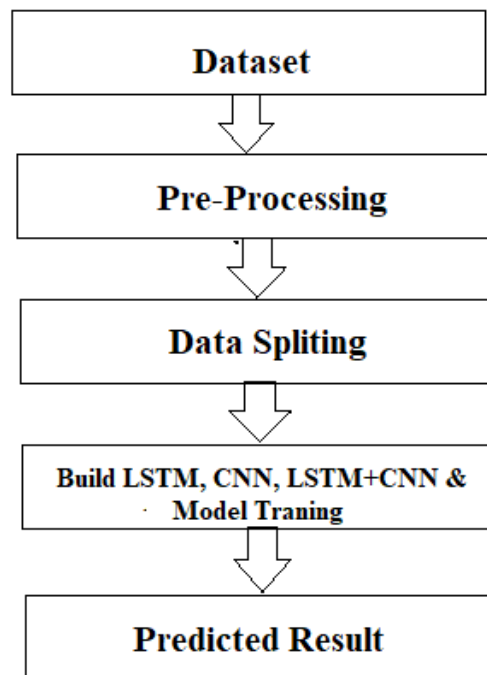 Dataset
Pre-Processing
Data Spliting
Build LSTM, CNN, LSTM+CNN &
Model Traning
Predicted Result